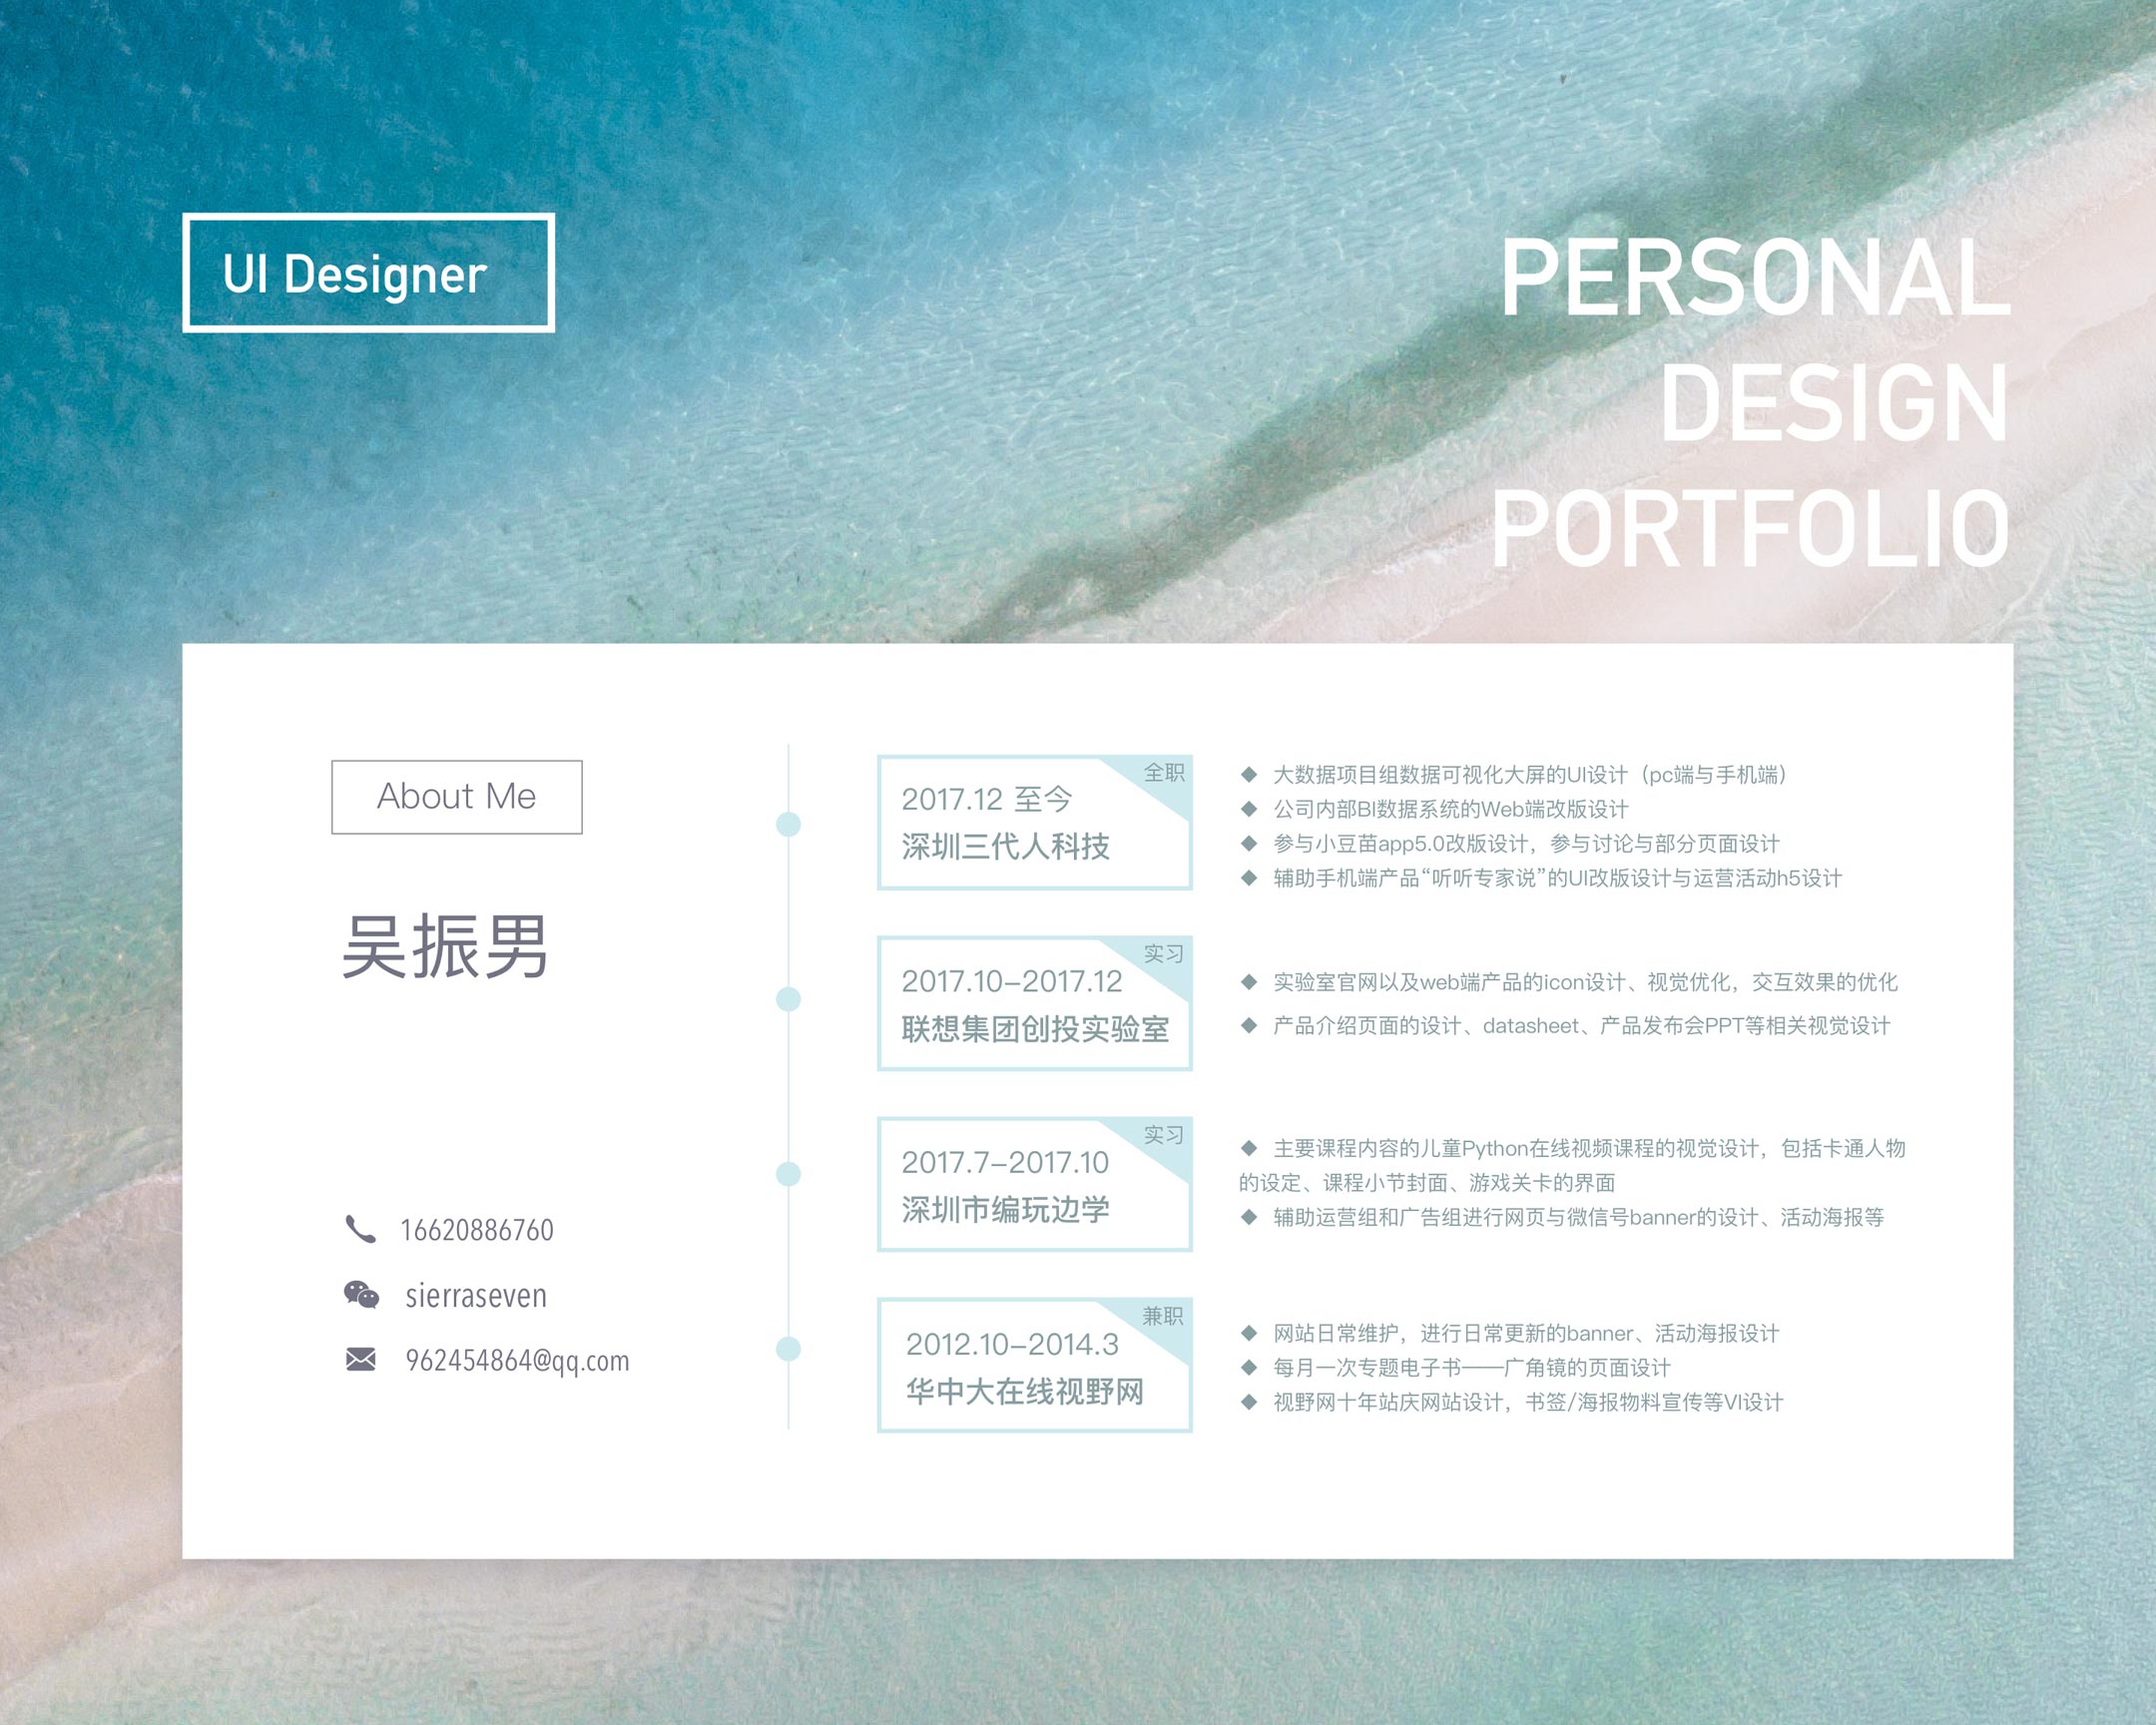 UI Designer
PERSONAL
DESIGN
PORTFOLIO
About Me
吴振男
16620886760
sierraseven
962454864@qq.com
全职
2017.12 至今
深圳三代人科技
◆ 大数据项目组数据可视化大屏的UI设计（pc端与手机端）
◆ 公司内部BI数据系统的Web端改版设计
◆ 参与小豆苗app5.0改版设计，参与讨论与部分页面设计
◆ 辅助手机端产品“听听专家说”的UI改版设计与运营活动h5设计
实习
2017.10–2017.12
联想集团创投实验室
◆ 实验室官网以及web端产品的icon设计、视觉优化，交互效果的优化
◆ 产品介绍页面的设计、datasheet、产品发布会PPT等相关视觉设计
实习
2017.7–2017.10
深圳市编玩边学
◆ 主要课程内容的儿童Python在线视频课程的视觉设计，包括卡通人物
的设定、课程小节封面、游戏关卡的界面
◆ 辅助运营组和广告组进行网页与微信号banner的设计、活动海报等
兼职
2012.10–2014.3
华中大在线视野网
◆ 网站日常维护，进行日常更新的banner、活动海报设计
◆ 每月一次专题电子书——广角镜的页面设计
◆ 视野网十年站庆网站设计，书签/海报物料宣传等VI设计